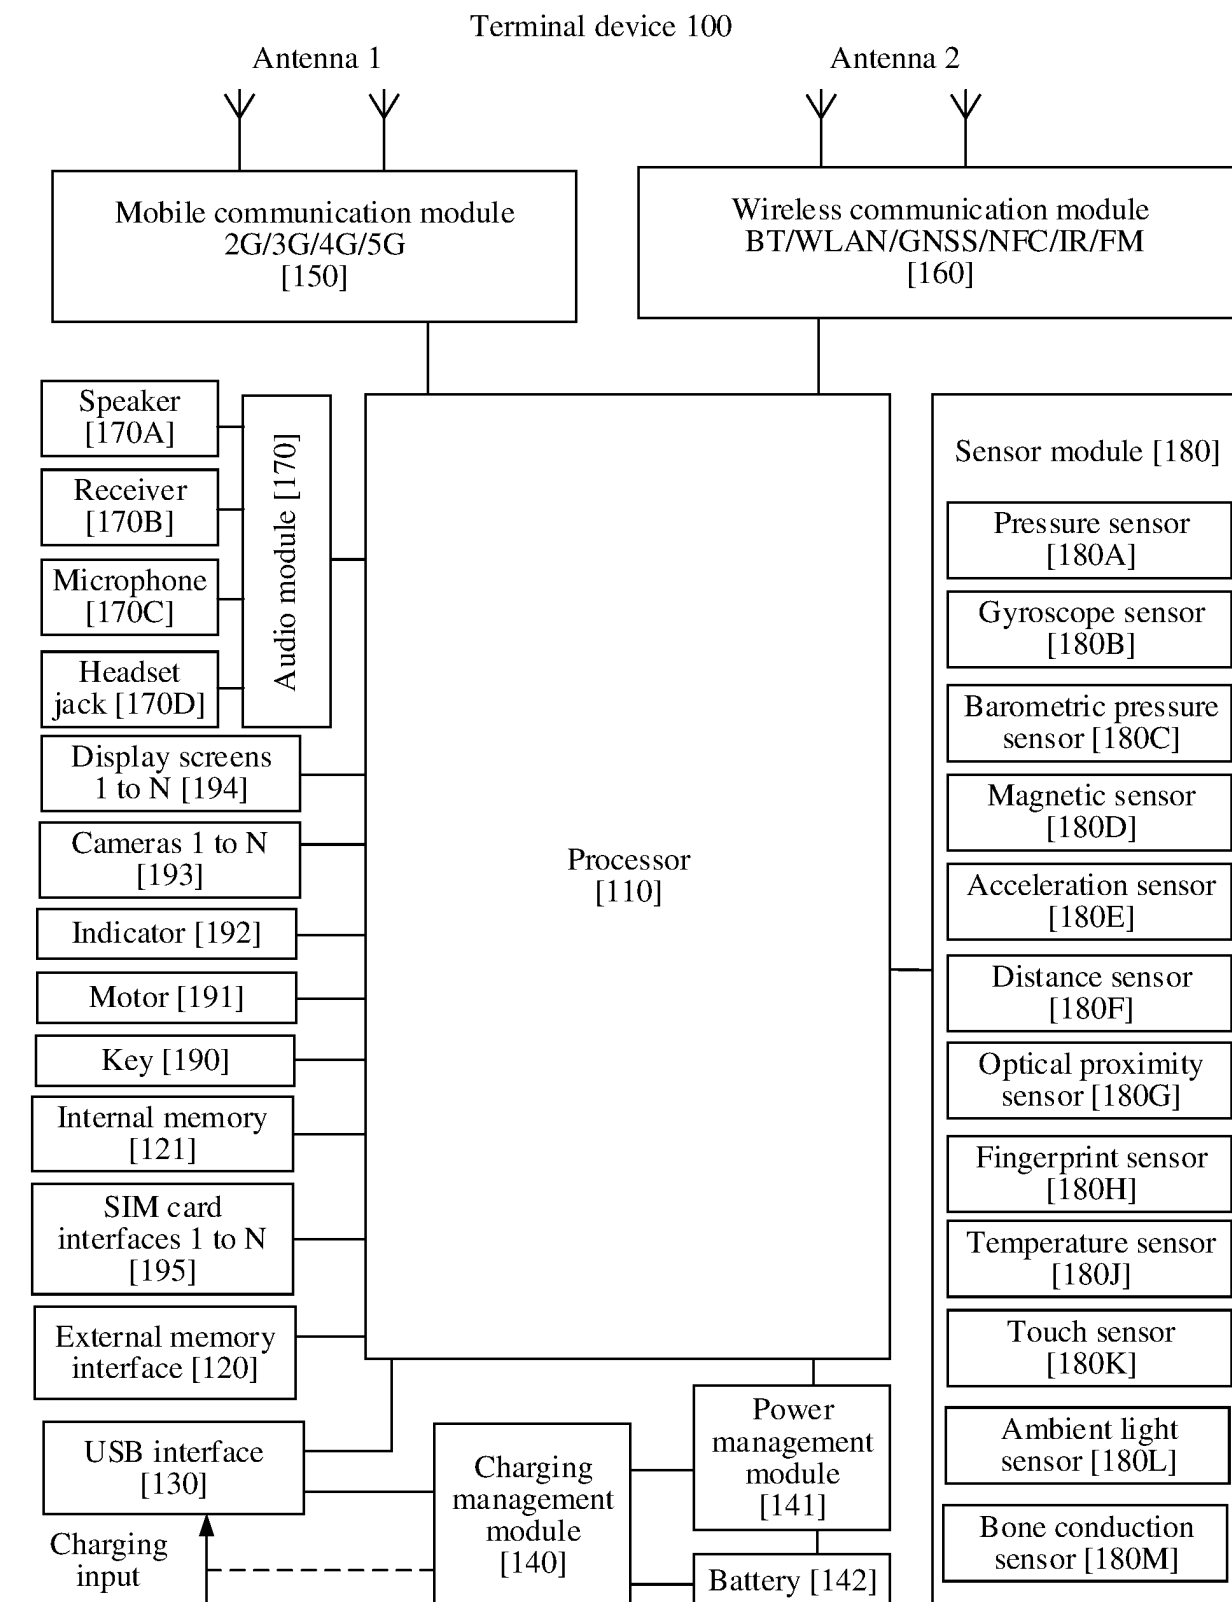 Terminal device 100
Antenna 1
Antenna 2
Mobile communication module
2G/3G/4G/5G
[150]
Wireless communication module
BT/WLAN/GNSS/NFC/IR/FM
[160]
Speaker
[170A]
Receiver
[170B]
Microphone
[170C]
Headset
jack [170D]
Audio module [170]
Display screens
1 to N [194]
Cameras 1 to N
[193]
Indicator [192]
Motor [191]
Key [190]
Internal memory
[121]
SIM card
interfaces 1 to N
[195]
External memory
interface [120]
USB interface
[130]
Charging
input
Processor
[110]
Charging
management
module
[140]
Power
management
module
[141]
Battery [142]
Sensor module [180]
Pressure sensor
[180A]
Gyroscope sensor
[180B]
Barometric pressure
sensor [180C]
Magnetic sensor
[180D]
Acceleration sensor
[180E]
Distance sensor
[180F]
Optical proximity
sensor [180G]
Fingerprint sensor
[180H]
Temperature sensor
[180J]
Touch sensor
[180K]
Ambient light
sensor [180L]
Bone conduction
sensor [180M]